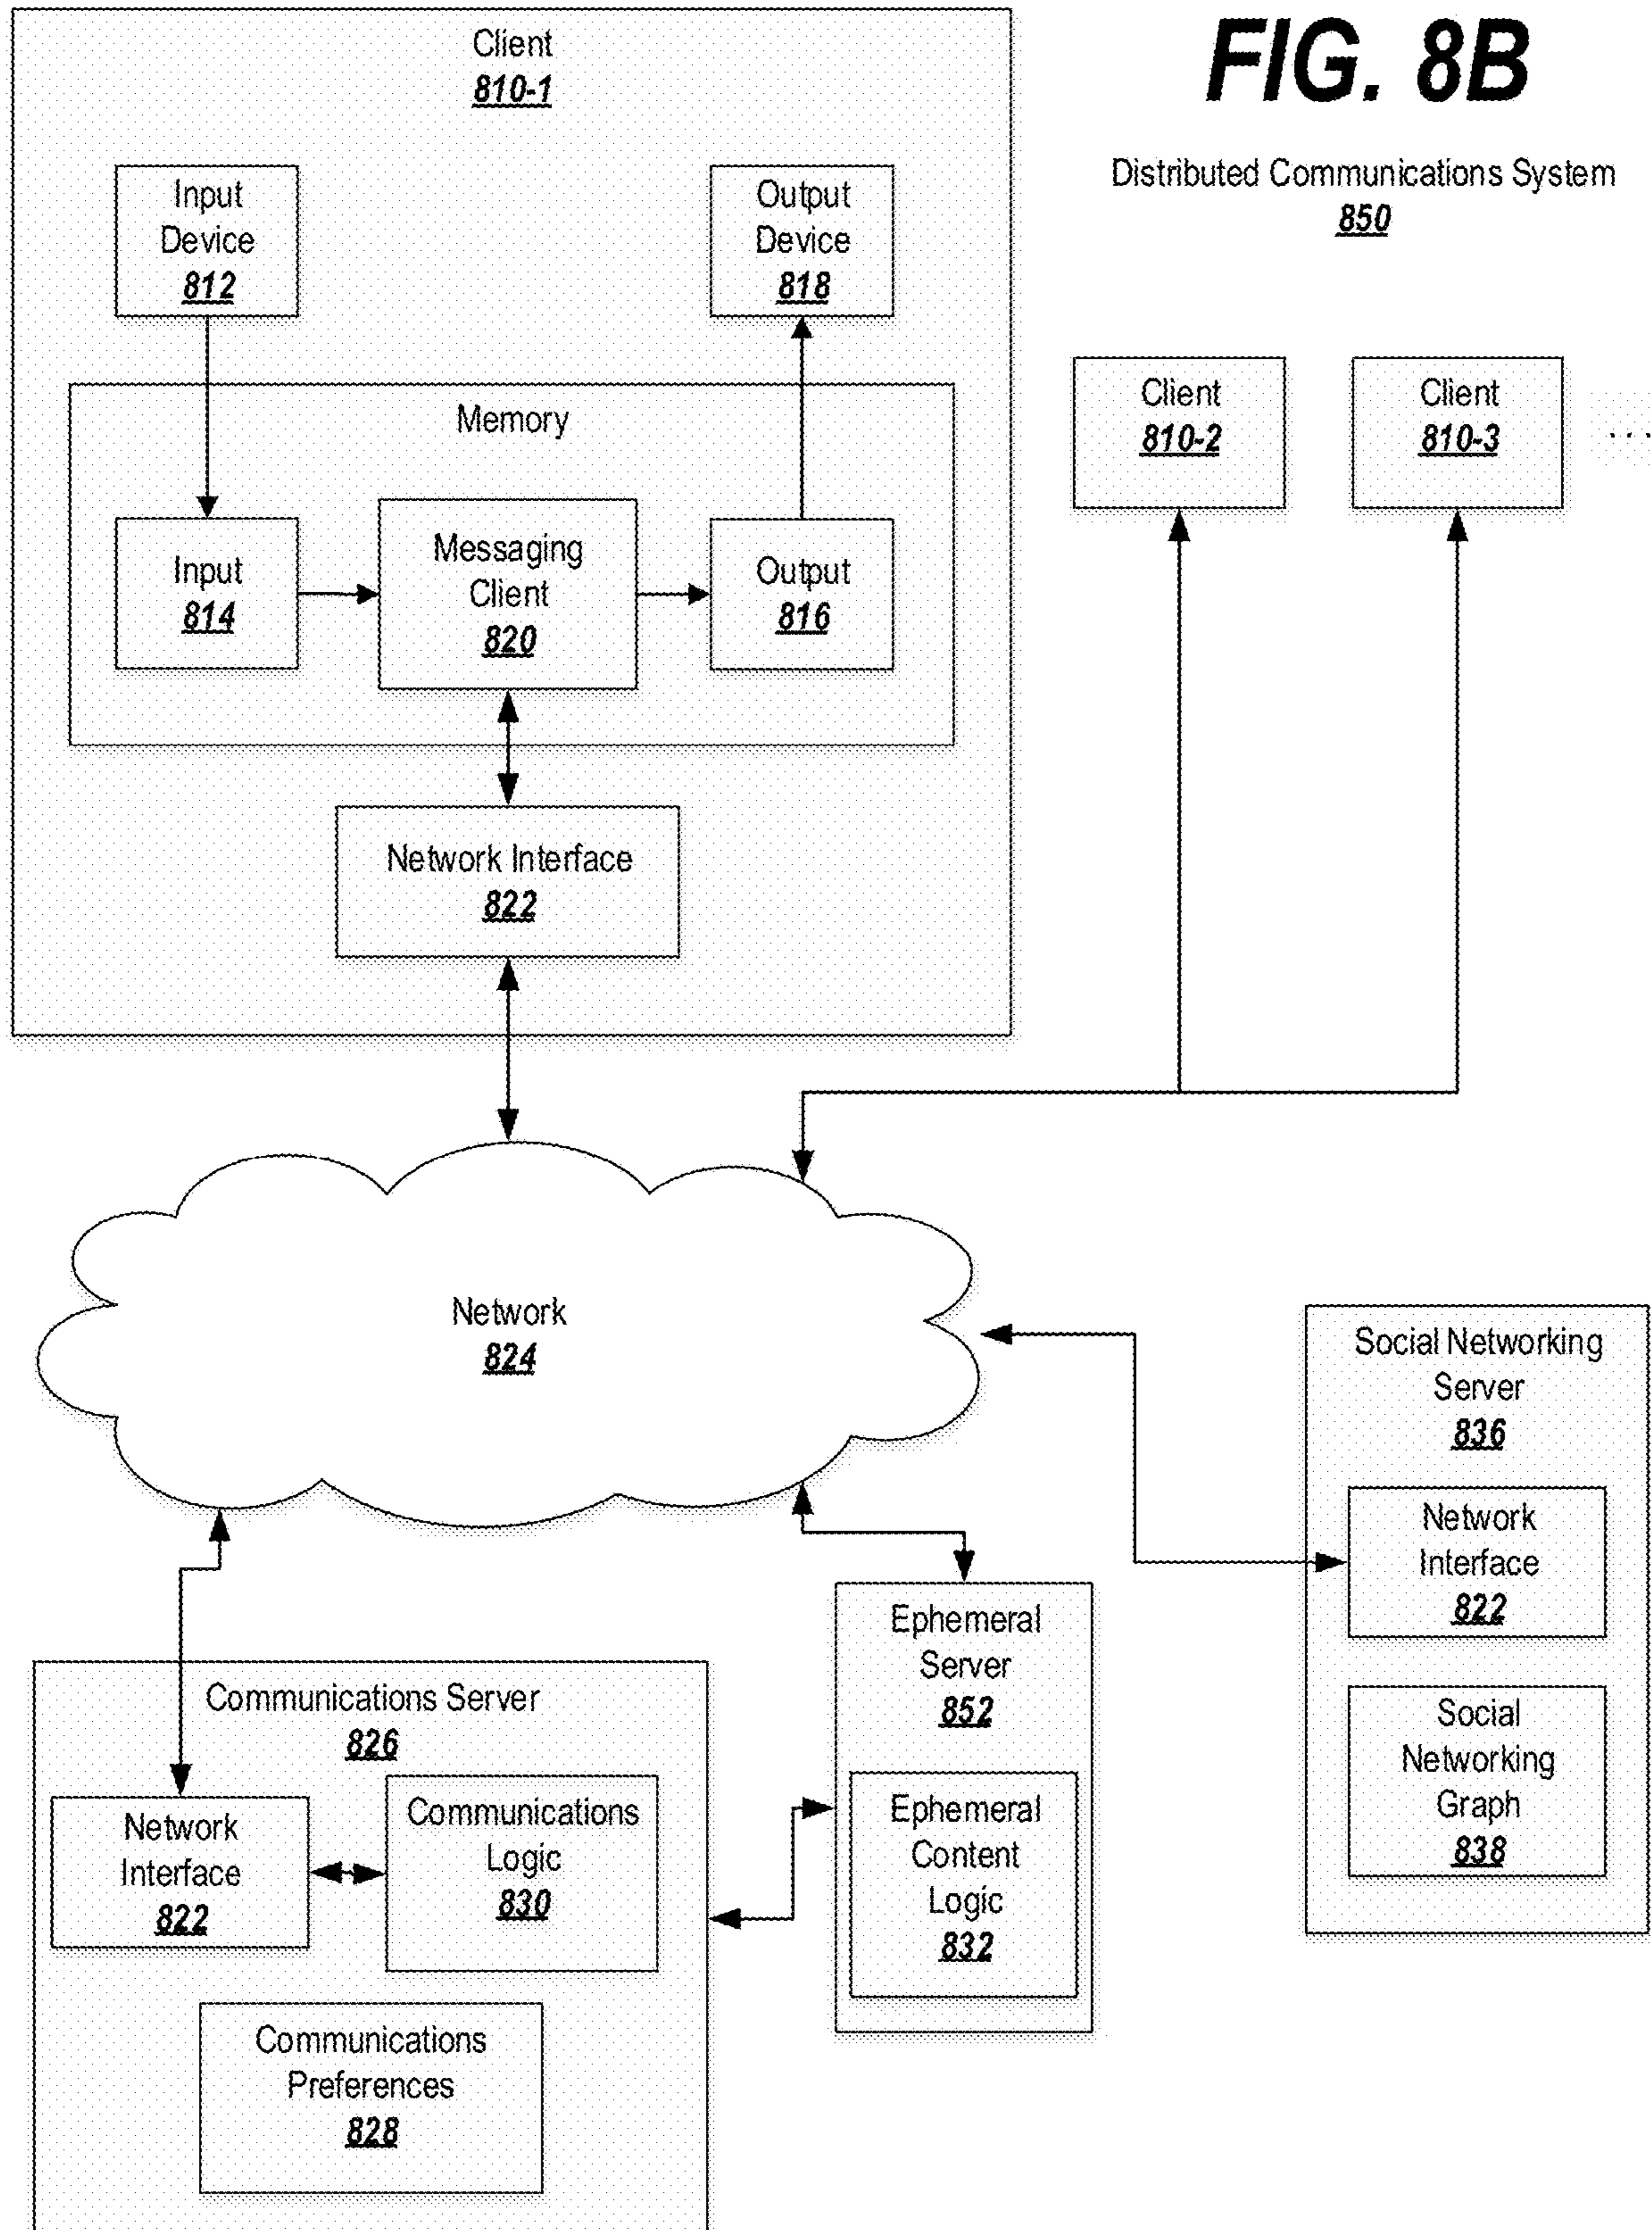 FIG. 8B
Distributed Communications System
850
Client
810-1
Input
Device
812
Output
Device
818
Memory
Input
814
Messaging
Client
820
Output
816
Network Interface
822
Client
810-2
Client
810-3
...
Network
824
Social Networking
Server
836
Network
Interface
822
Social
Networking
Graph
838
Ephemeral
Server
852
Ephemeral
Content
Logic
832
Communications Server
826
Network
Interface
822
Communications
Logic
830
Communications
Preferences
828